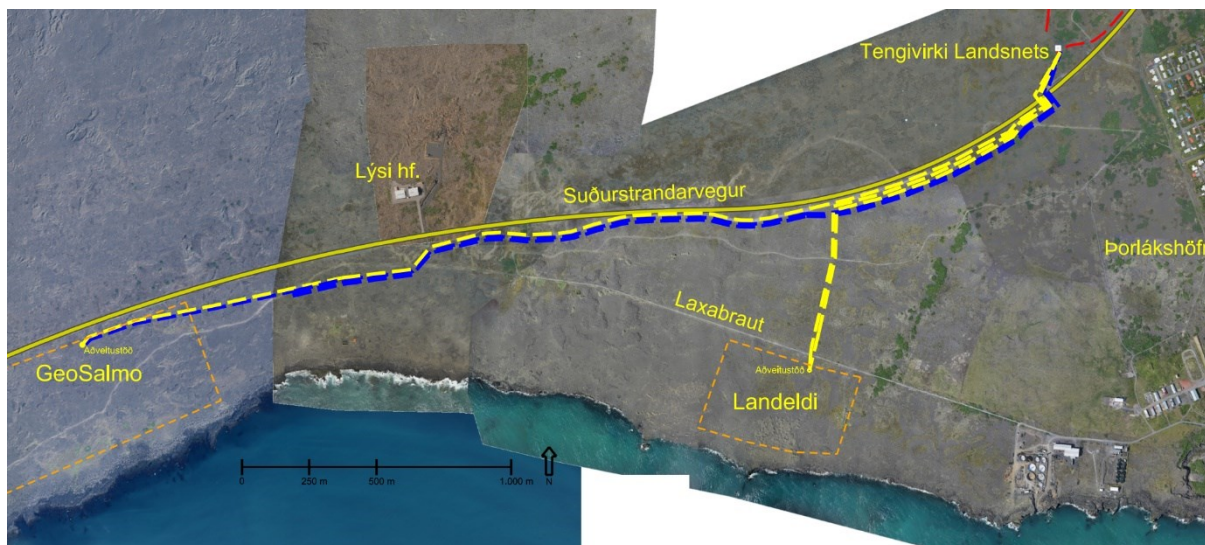 Tengivirki Landsnets
Lýsi hf.
Suðurstrandarvegur
Þorlákshöfn
Laxabraut
Aðveitustöð
GeoSalmo
Aðveitustöð
Landeldi
0 250 m 500 m 1.000 m
N